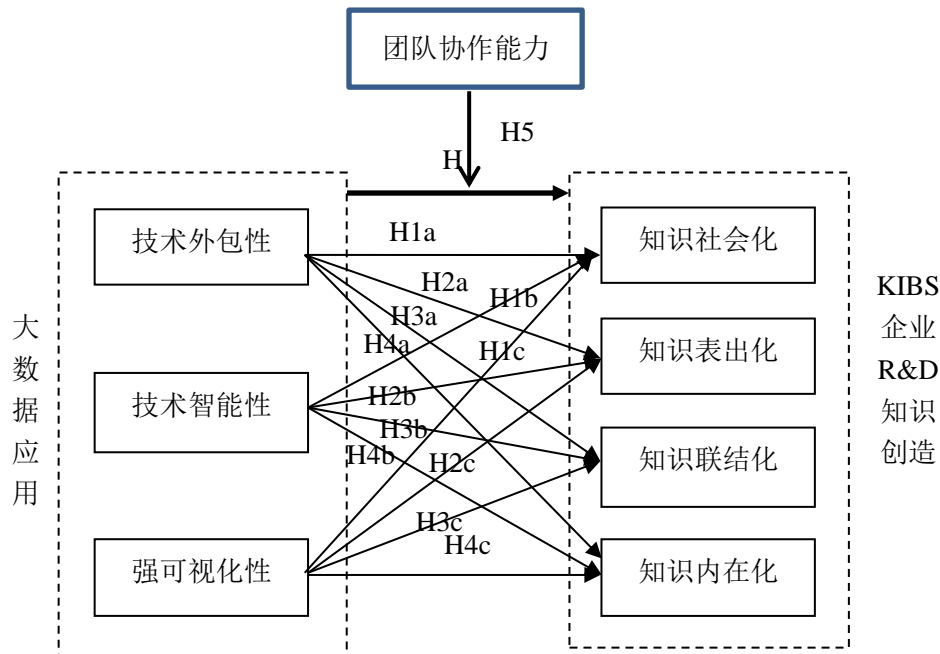 团队协作能力
H5
H
技术外包性
H1a
知识社会化
H2a
H1b
H3a
H4a
H1c
大数据应用
技术智能性
知识表出化
KIBS
企业
R&D
知识
创造
H2b
H3b
H4b
H2c
知识联结化
H3c
H4c
强可视化性
知识内在化